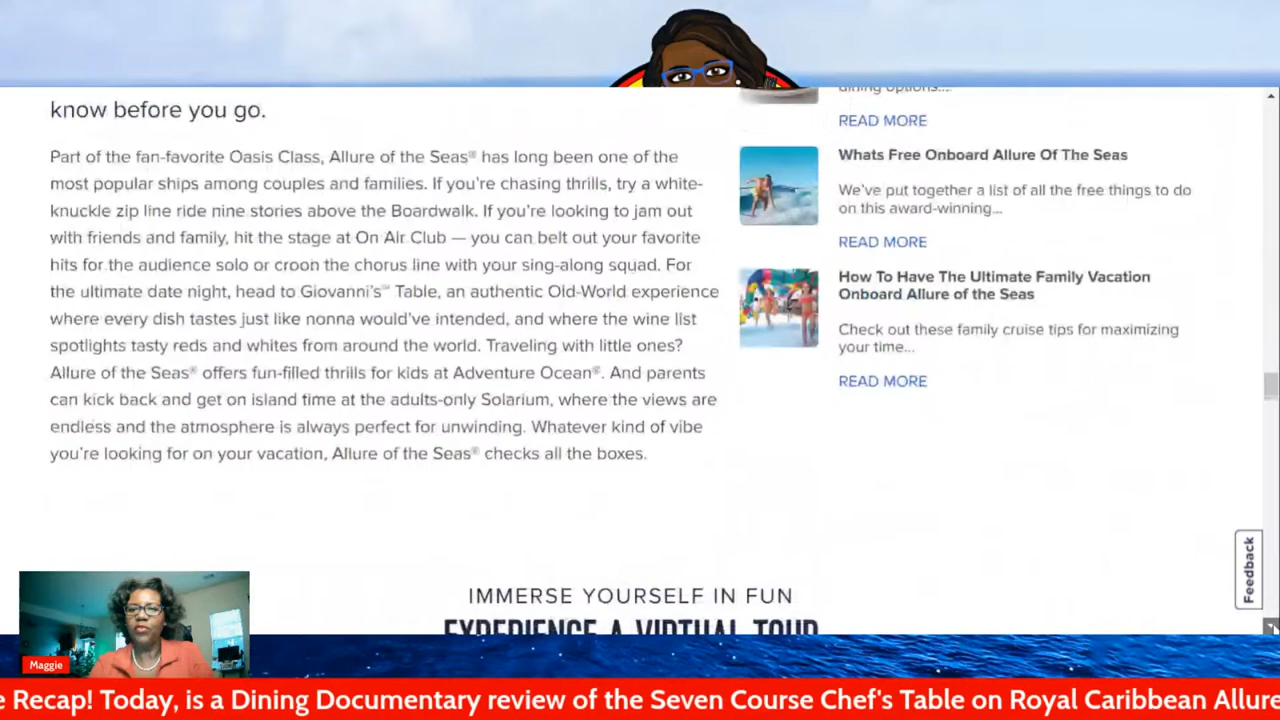 know before you go.
Part of the fan-favorite Oasis Class, Allure of the Seas® has long been one of the
most popular ships among couples and families. If you're chasing thrills, try a white-
knuckle zip line ride nine stories above the Boardwalk. If you're looking to jam out
with friends and family, hit the stage at On Air Club — you can belt out your favorite
hits for the audience solo or croon the chorus line with your sing-along squad. For
the ultimate date night, head to Giovanni's℠ Table, an authentic Old-World experience
where every dish tastes just like nonna would've intended, and where the wine list
spotlights tasty reds and whites from around the world. Traveling with little ones?
Allure of the Seas® offers fun-filled thrills for kids at Adventure Ocean®. And parents
can kick back and get on island time at the adults-only Solarium, where the views are
endless and the atmosphere is always perfect for unwinding. Whatever kind of vibe
you're looking for on your vacation, Allure of the Seas® checks all the boxes.
dining options...
READ MORE
Whats Free Onboard Allure Of The Seas
We've put together a list of all the free things to do
on this award-winning...
READ MORE
How To Have The Ultimate Family Vacation
Onboard Allure of the Seas
Check out these family cruise tips for maximizing
your time...
READ MORE
Feedback
IMMERSE YOURSELF IN FUN
EXPERIENCE A VIRTUAL TOUR
Maggie
e Recap! Today, is a Dining Documentary review of the Seven Course Chef's Table on Royal Caribbean Allure